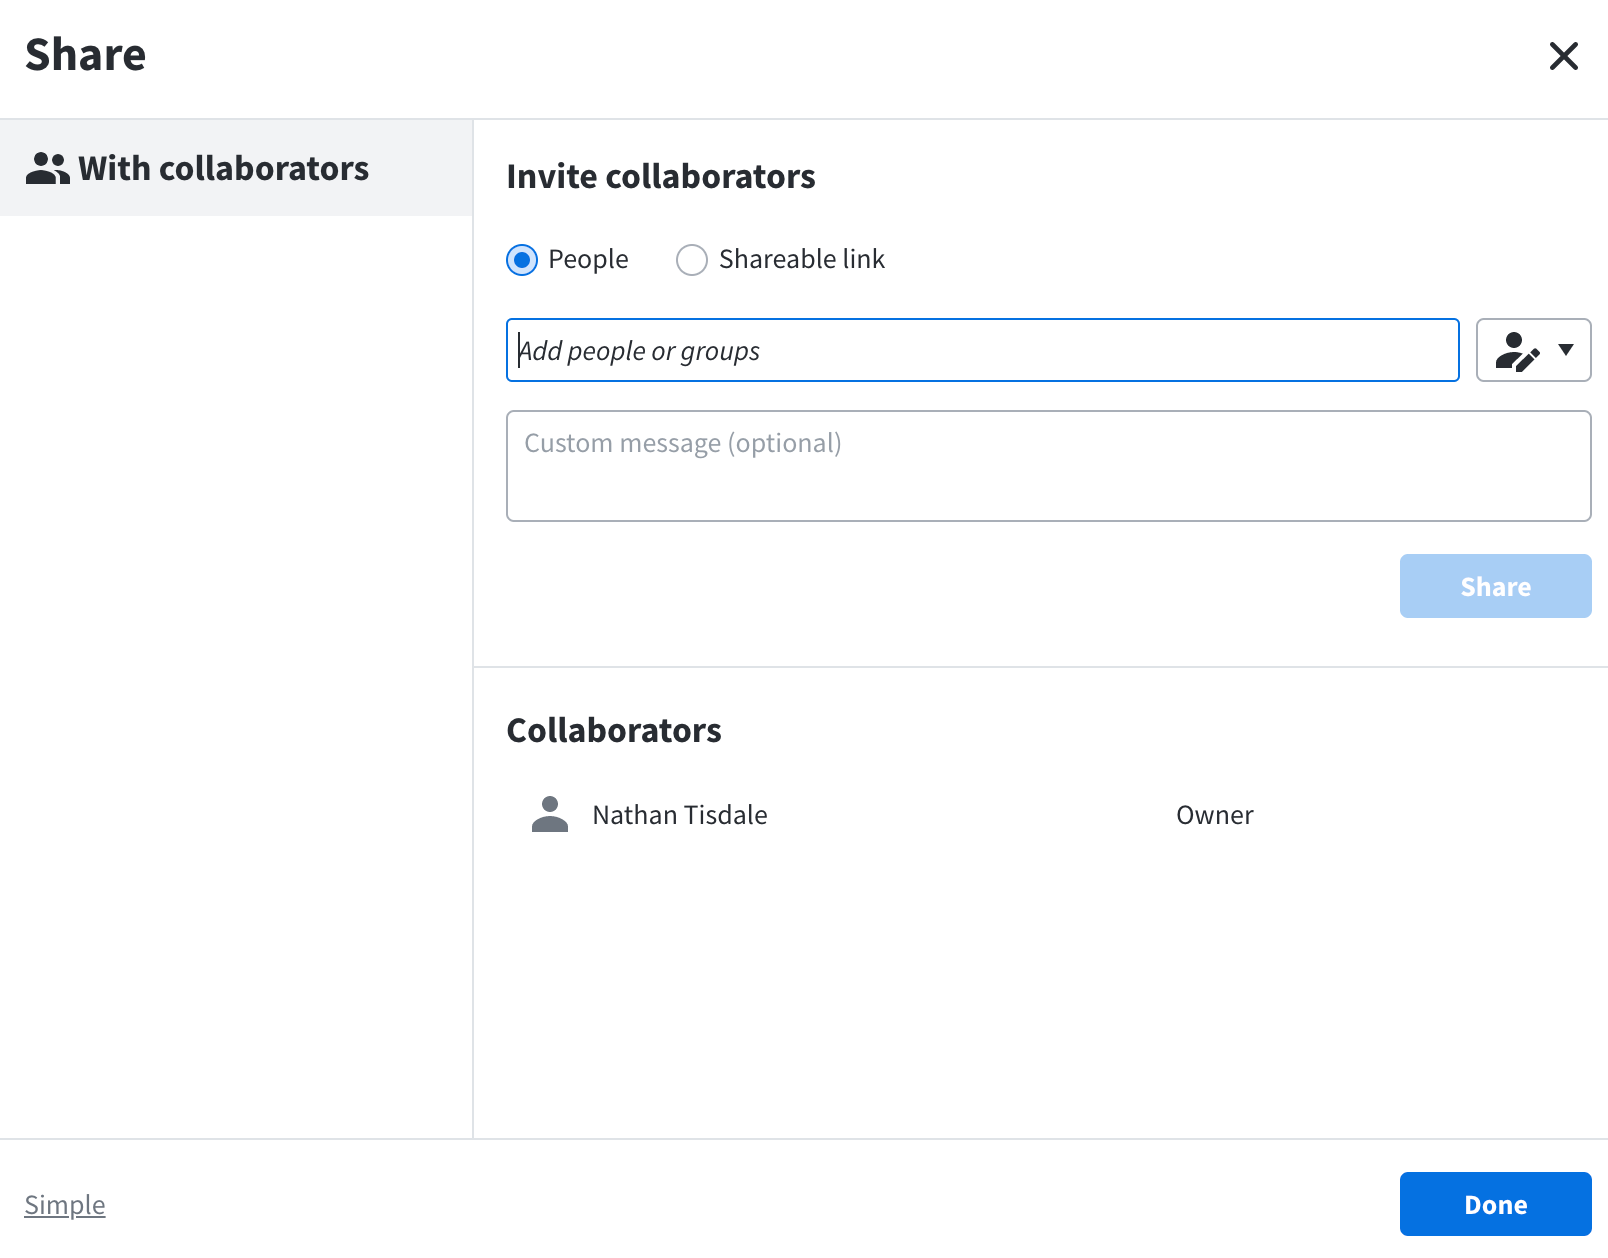 Share
With collaborators
Invite collaborators
People
Shareable link
Add people or groups
Custom message (optional)
Share
Collaborators
Nathan Tisdale
Owner
Simple
Done